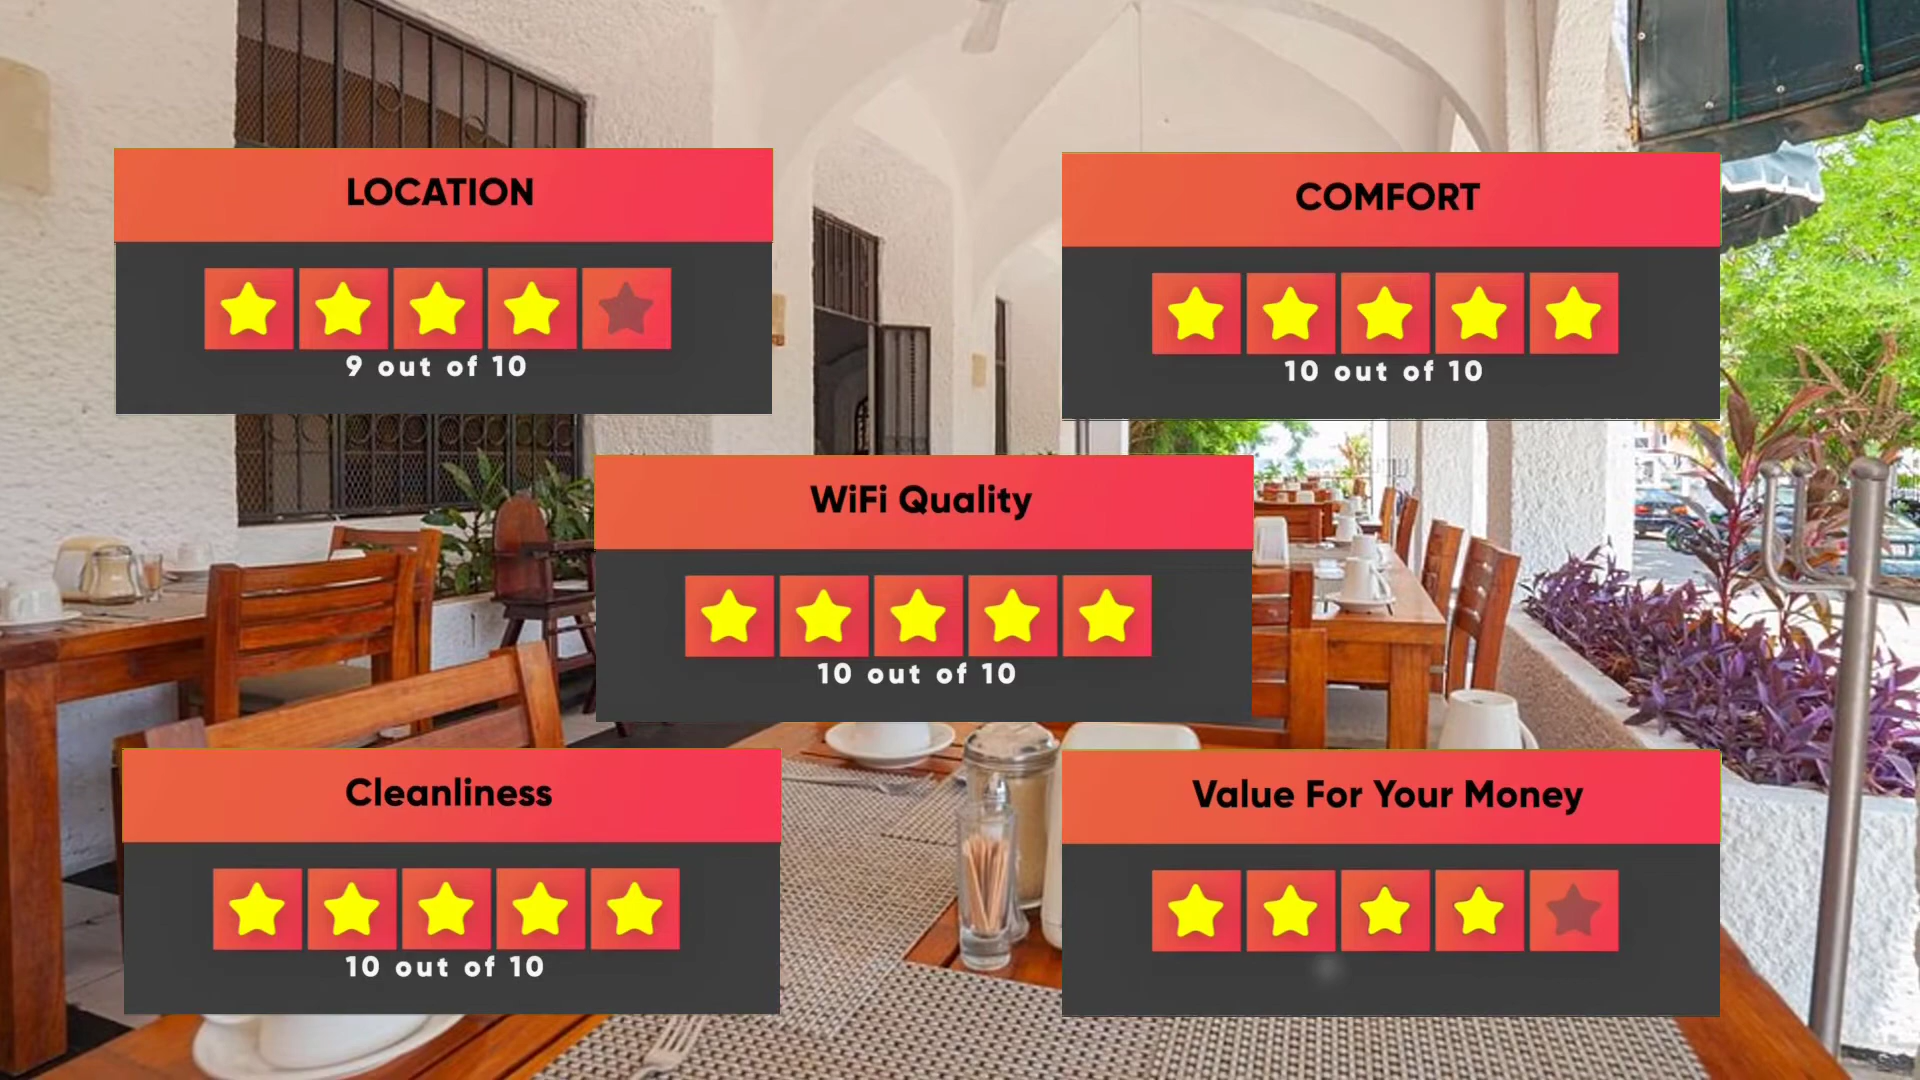 LOCATION
9 out of 10
COMFORT
10 out of 10
WiFi Quality
10 out of 10
Cleanliness
10 out of 10
Value For Your Money